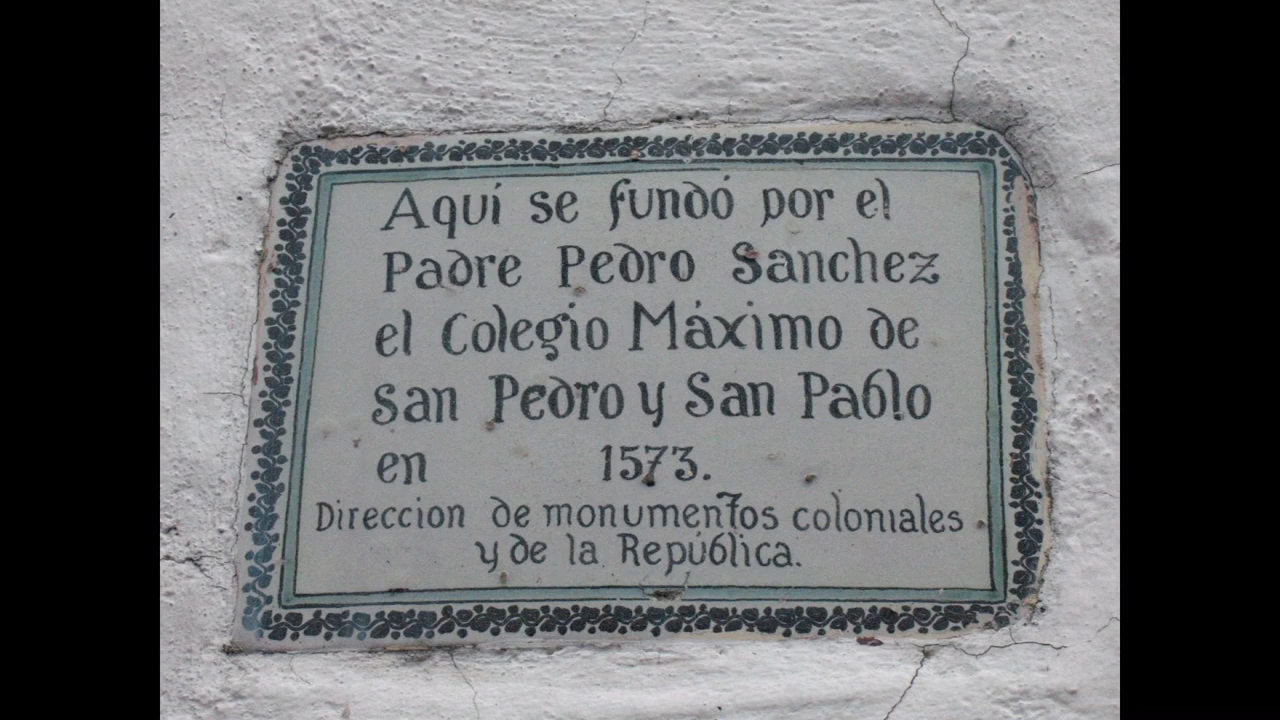 Aquí se fundó por el
Padre Pedro Sanchez
el Colegio Máximo de
san Pedro y San Pablo
en 1573.
Direccion de monumentos coloniales
y de la República.